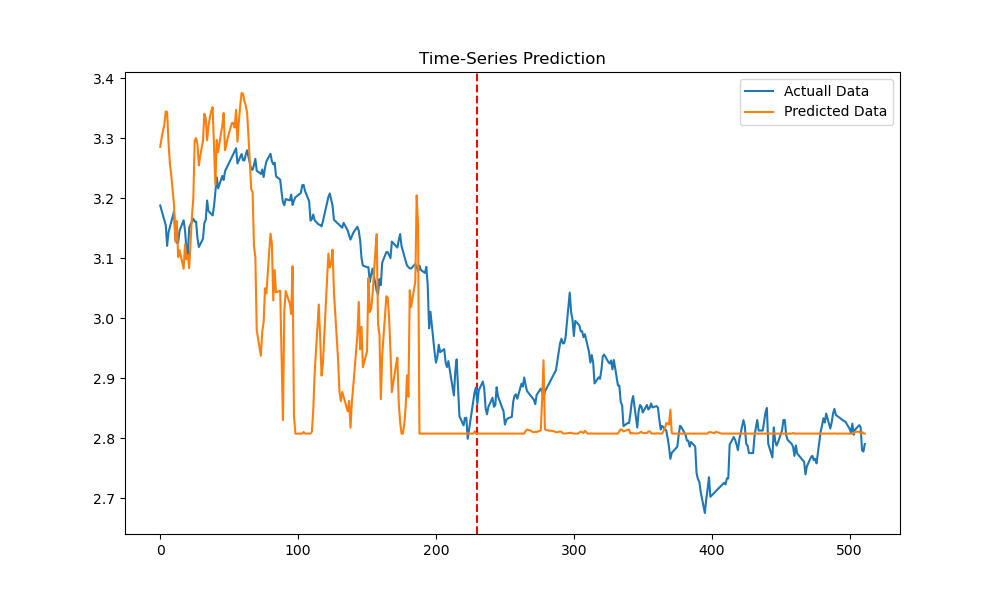 Time-Series Prediction
Actuall Data
Predicted Data
3.4
3.3
3.2
3.1
3.0
2.9
2.8
2.7
0 100 200 300 400 500